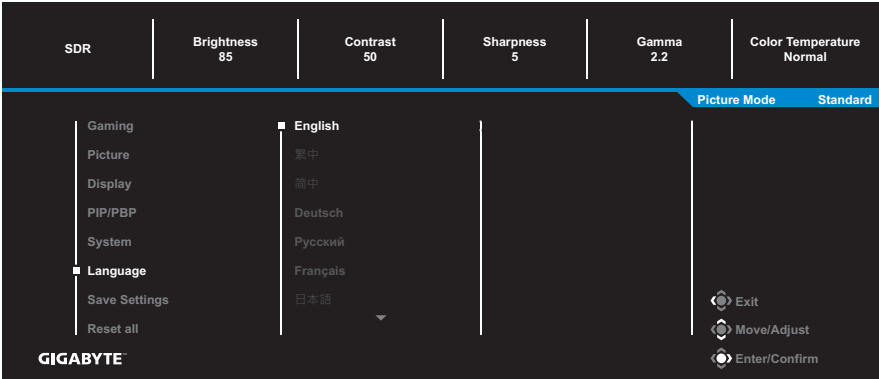 SDR
Brightness
85
Contrast
50
Sharpness
5
Gamma
2.2
Color Temperature
Normal
Picture Mode Standard
Gaming
Picture
Display
PIP/PBP
System
Language
Save Settings
Reset all
English
繁中
简中
Deutsch
Русский
Français
日本語
Exit
Move/Adjust
Enter/Confirm
GIGABYTE™